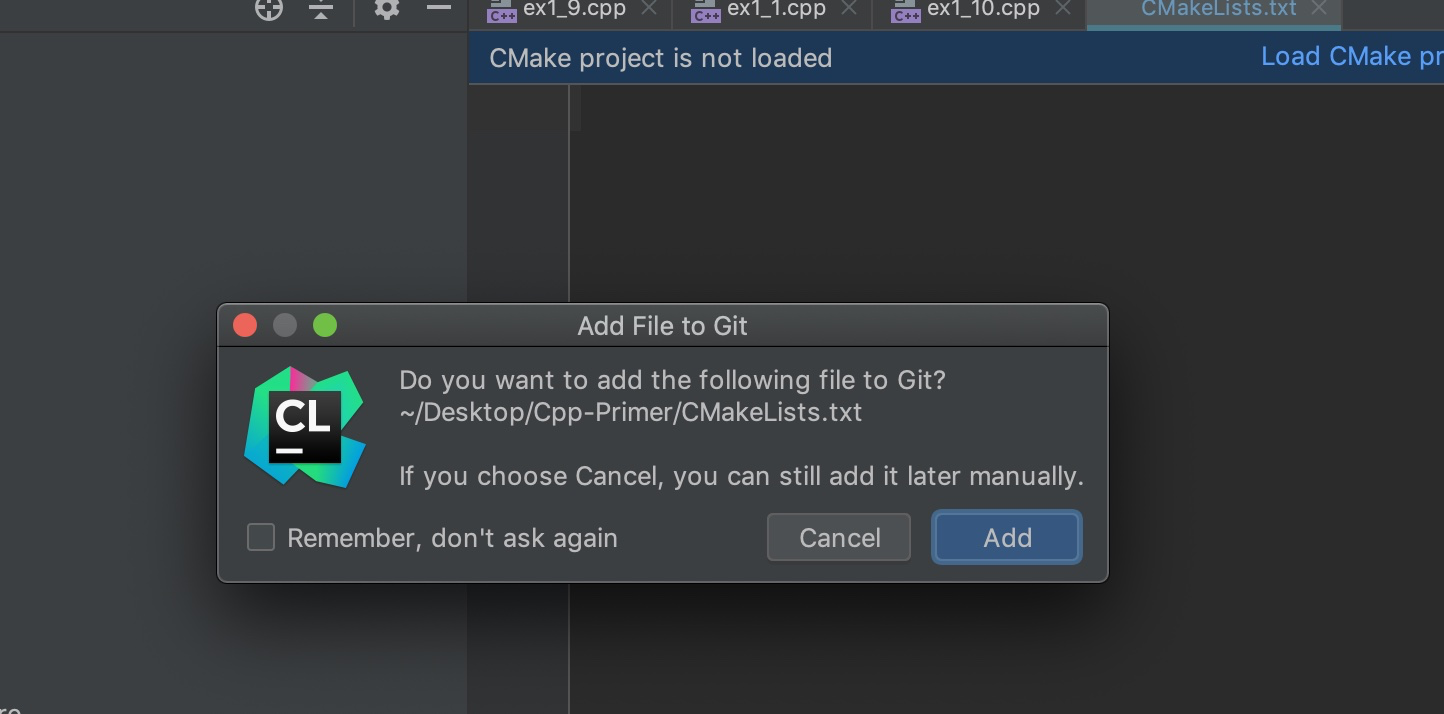 ex1_9.cpp
ex1_1.cpp
ex1_10.cpp
CMakeLists.txt
C++
C++
C++
CMake project is not loaded
Load CMake pr
Add File to Git
Do you want to add the following file to Git?
~/Desktop/Cpp-Primer/CMakeLists.txt
CL
If you choose Cancel, you can still add it later manually.
Remember, don't ask again
Cancel
Add